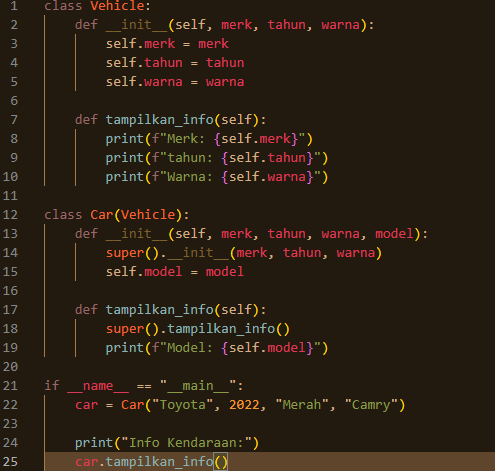 1 class Vehicle:
2     def __init__(self, merk, tahun, warna):
3         self.merk = merk
4         self.tahun = tahun
5         self.warna = warna
6
7     def tampilkan_info(self):
8         print(f"Merk: {self.merk}")
9         print(f"tahun: {self.tahun}")
10         print(f"Warna: {self.warna}")
11
12 class Car(Vehicle):
13     def __init__(self, merk, tahun, warna, model):
14         super().__init__(merk, tahun, warna)
15         self.model = model
16
17     def tampilkan_info(self):
18         super().tampilkan_info()
19         print(f"Model: {self.model}")
20
21 if __name__ == "__main__":
22     car = Car("Toyota", 2022, "Merah", "Camry")
23
24     print("Info Kendaraan:")
25     car.tampilkan_info()